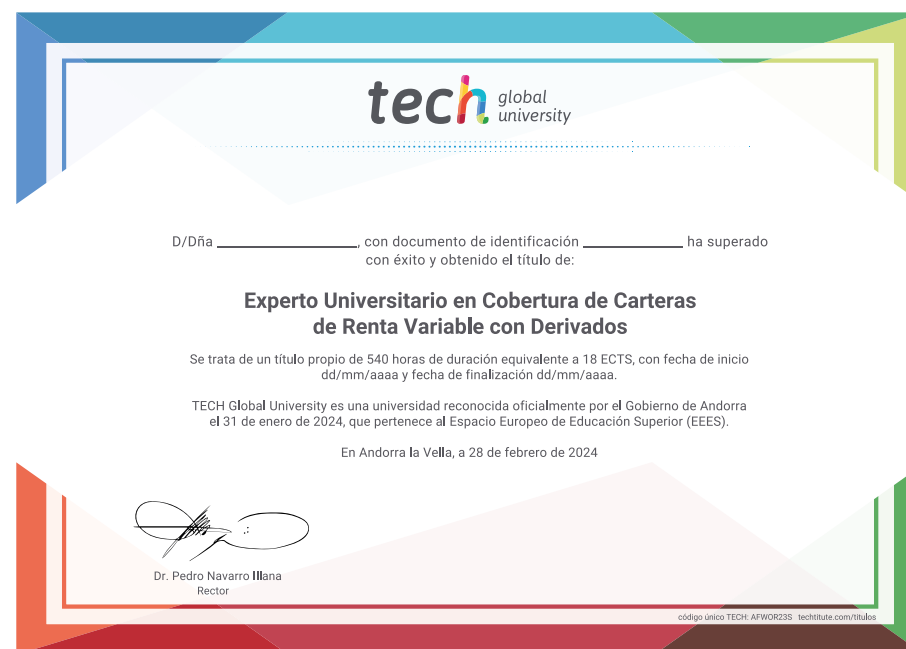 tech global university
D/Dña ____________________, con documento de identificación ______________ ha superado
con éxito y obtenido el título de:
Experto Universitario en Cobertura de Carteras
de Renta Variable con Derivados
Se trata de un título propio de 540 horas de duración equivalente a 18 ECTS, con fecha de inicio
dd/mm/aaaa y fecha de finalización dd/mm/aaaa.
TECH Global University es una universidad reconocida oficialmente por el Gobierno de Andorra
el 31 de enero de 2024, que pertenece al Espacio Europeo de Educación Superior (EEES).
En Andorra la Vella, a 28 de febrero de 2024
Dr. Pedro Navarro Illana
Rector
código único TECH: AFWOR23S techtitute.com/titulos